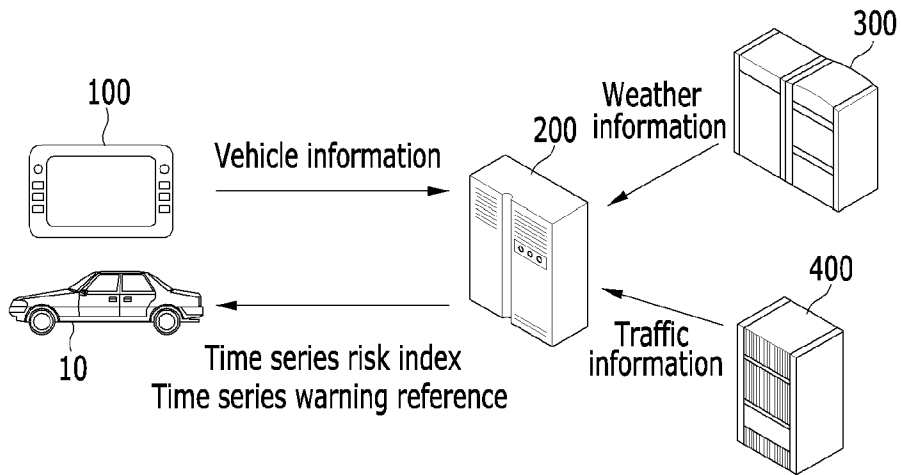 300
100
Weather
information
200
Vehicle information
400
Traffic
information
10
Time series risk index
Time series warning reference